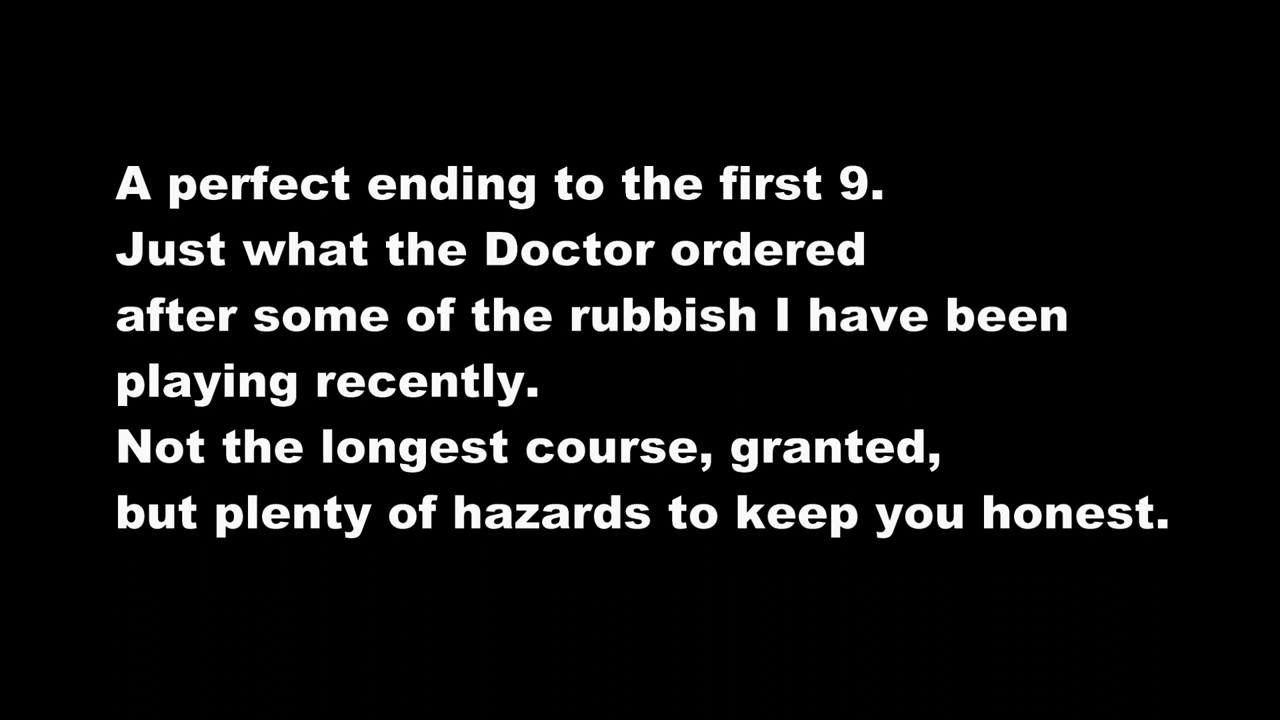 A perfect ending to the first 9.
Just what the Doctor ordered
after some of the rubbish I have been
playing recently.
Not the longest course, granted,
but plenty of hazards to keep you honest.